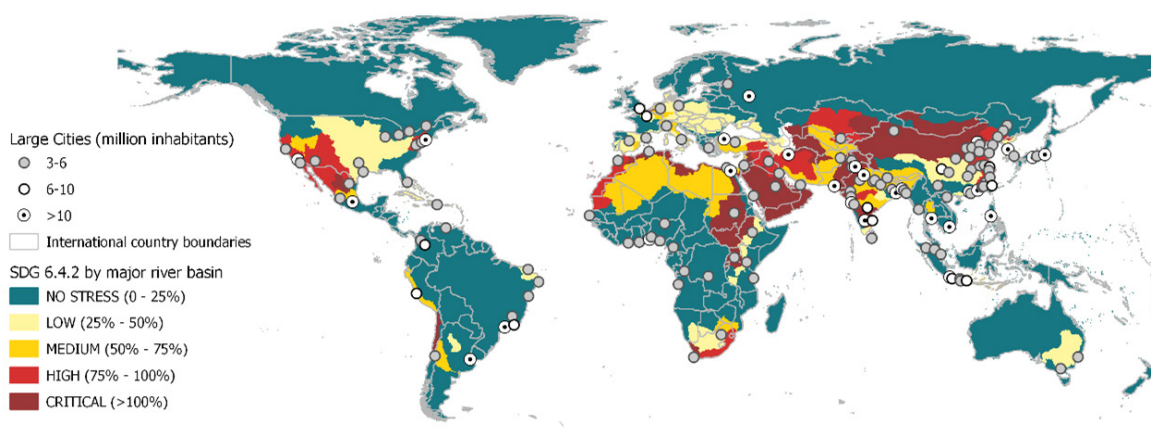 Large Cities (million inhabitants)
3-6
6-10
>10
International country boundaries
SDG 6.4.2 by major river basin
NO STRESS (0 - 25%)
LOW (25% - 50%)
MEDIUM (50% - 75%)
HIGH (75% - 100%)
CRITICAL (>100%)